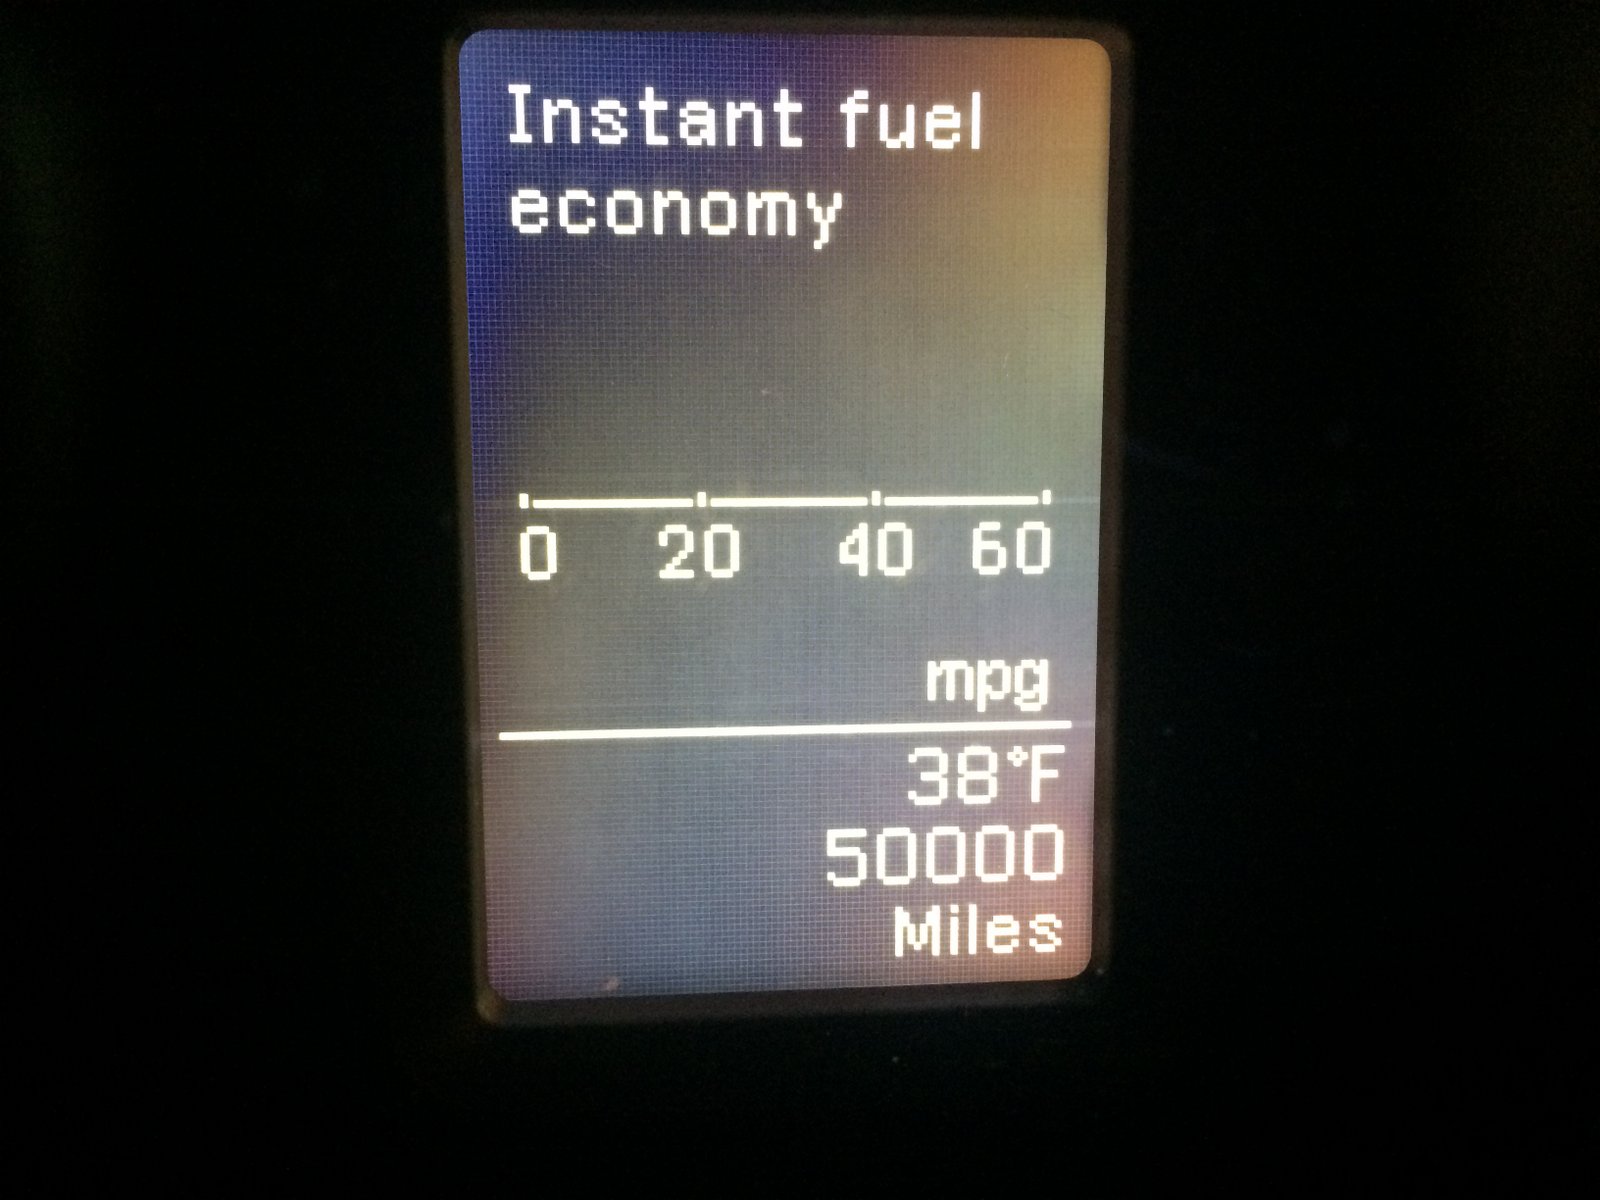 Instant fuel
economy
0 20 40 60
mpg
38°F
50000
Miles